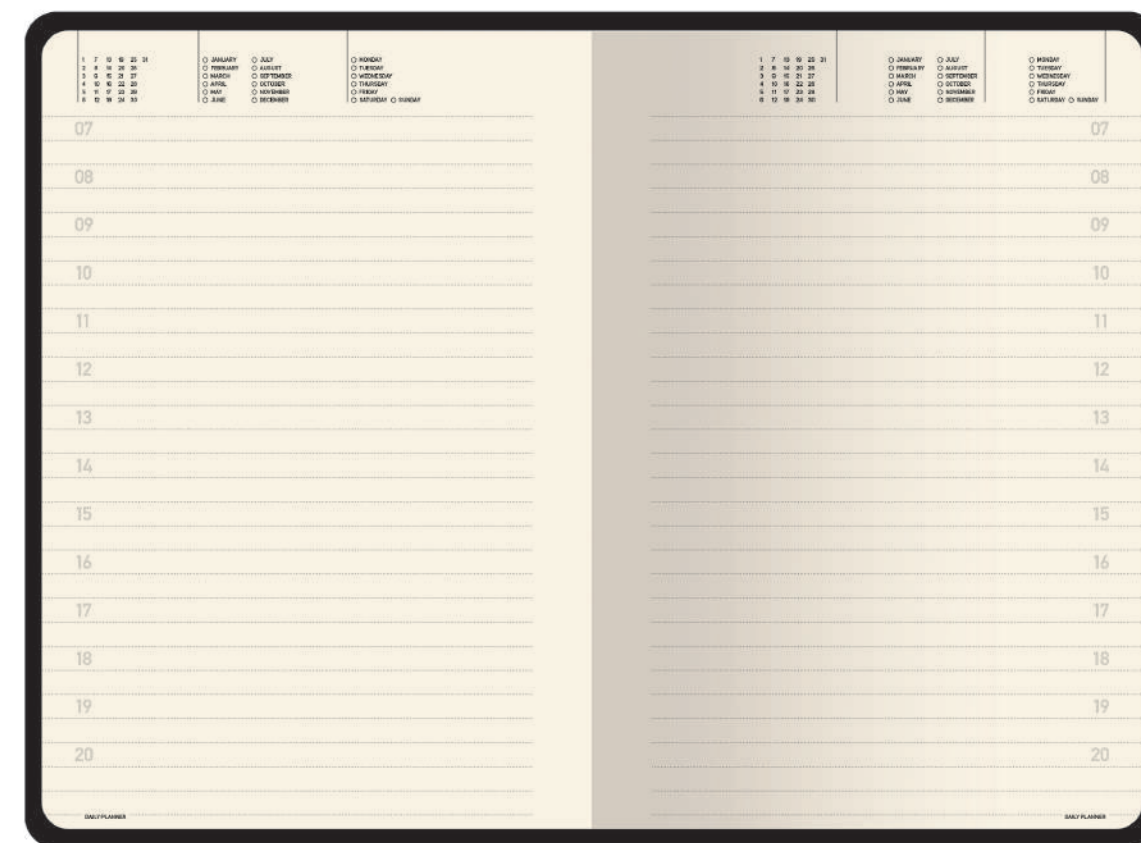 1 7 13 19 25 31
2 8 14 20 26
3 9 15 21 27
4 10 16 22 28
5 11 17 23 29
6 12 18 24 30
JANUARY JULY
FEBRUARY AUGUST
MARCH SEPTEMBER
APRIL OCTOBER
MAY NOVEMBER
JUNE DECEMBER
MONDAY
TUESDAY
WEDNESDAY
THURSDAY
FRIDAY
SATURDAY SUNDAY
07
08
09
10
11
12
13
14
15
16
17
18
19
20
DAILY PLANNER
1 7 13 19 25 31
2 8 14 20 26
3 9 15 21 27
4 10 16 22 28
5 11 17 23 29
6 12 18 24 30
JANUARY JULY
FEBRUARY AUGUST
MARCH SEPTEMBER
APRIL OCTOBER
MAY NOVEMBER
JUNE DECEMBER
MONDAY
TUESDAY
WEDNESDAY
THURSDAY
FRIDAY
SATURDAY SUNDAY
07
08
09
10
11
12
13
14
15
16
17
18
19
20
DAILY PLANNER